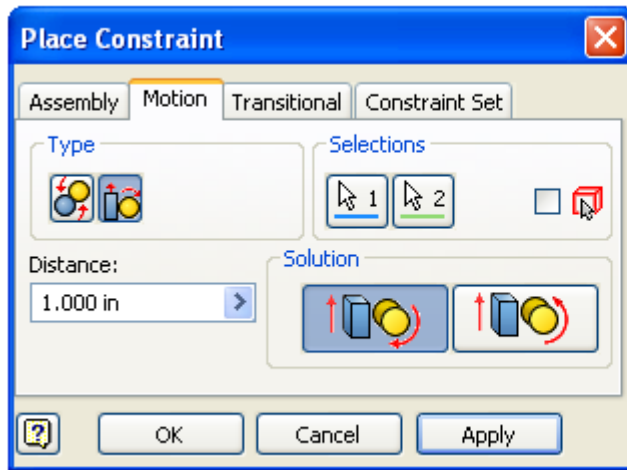 Place Constraint
Assembly Motion Transitional Constraint Set
Type
Selections
1 2
Distance:
1.000 in
Solution
? OK Cancel Apply